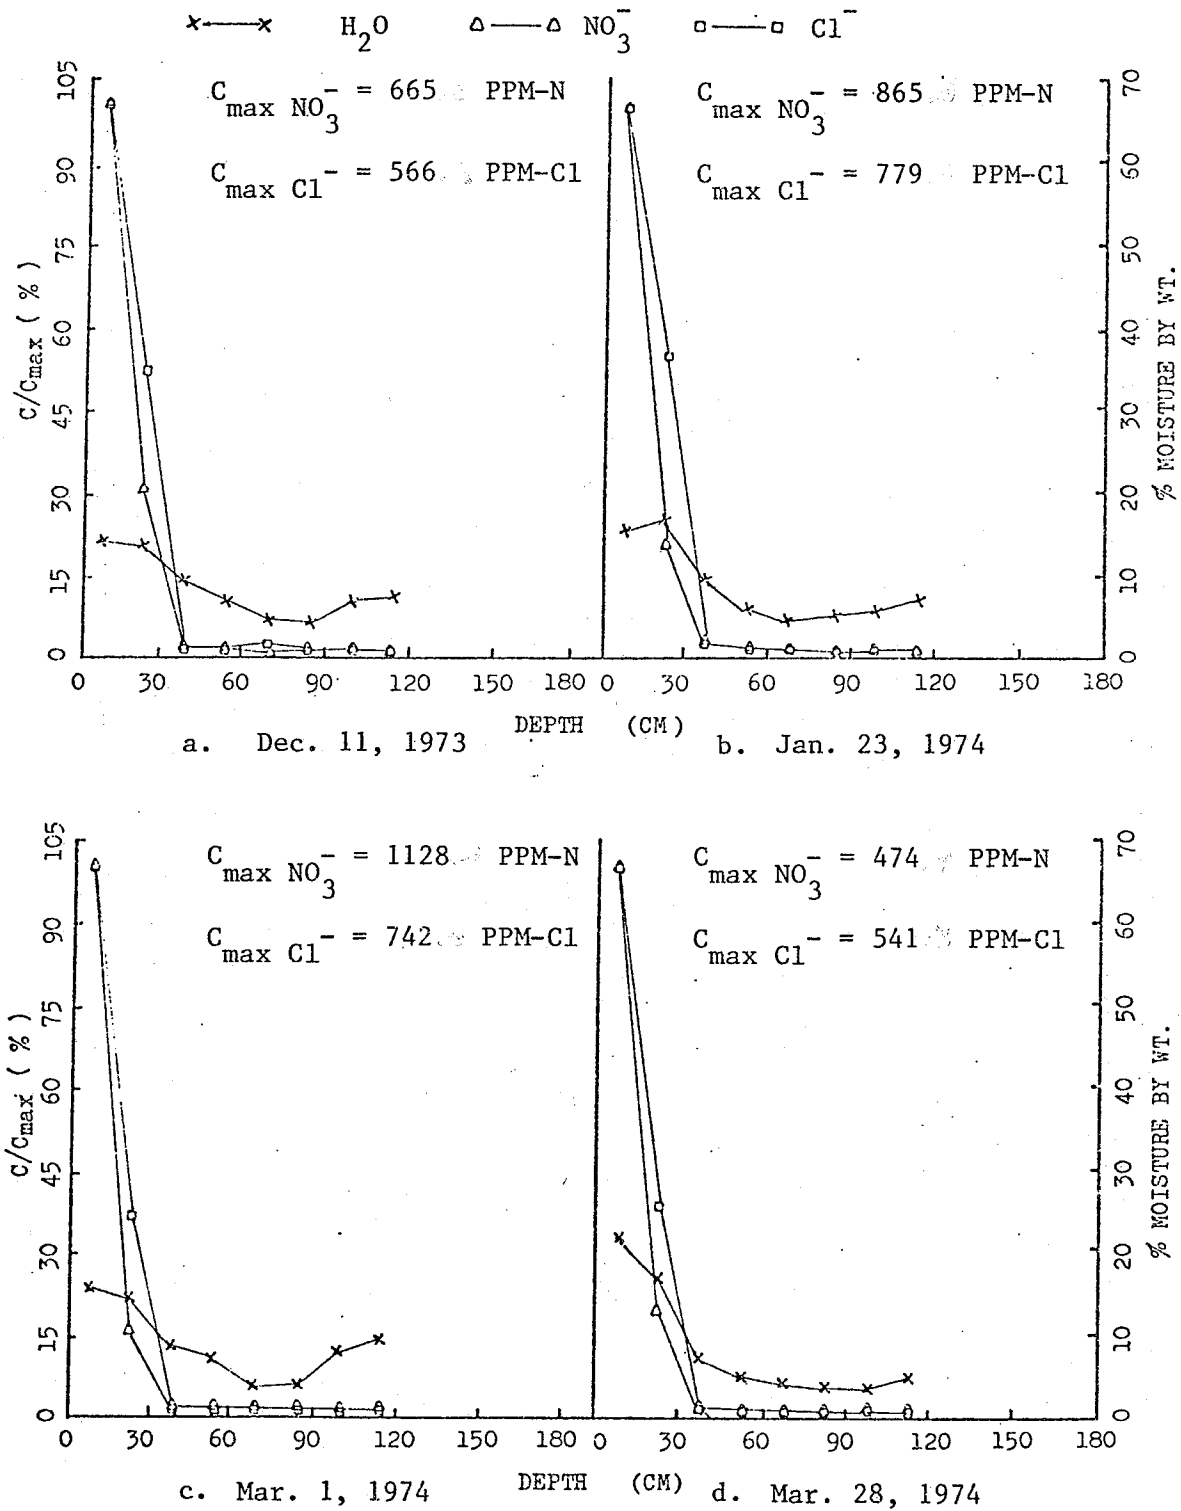 H2O NO3- Cl-
Cmax NO3- = 665 PPM-N
Cmax Cl- = 566 PPM-Cl
Cmax NO3- = 865 PPM-N
Cmax Cl- = 779 PPM-Cl
C/Cmax ( % )
105
90
75
60
45
30
15
0
% MOISTURE BY WT.
70
60
50
40
30
20
10
0
0 30 60 90 120 150 180
0 30 60 90 120 150 180
DEPTH (CM)
a. Dec. 11, 1973
b. Jan. 23, 1974
Cmax NO3- = 1128 PPM-N
Cmax Cl- = 742 PPM-Cl
Cmax NO3- = 474 PPM-N
Cmax Cl- = 541 PPM-Cl
C/Cmax ( % )
105
90
75
60
45
30
15
0
% MOISTURE BY WT.
70
60
50
40
30
20
10
0
0 30 60 90 120 150 180
0 30 60 90 120 150 180
DEPTH (CM)
c. Mar. 1, 1974
d. Mar. 28, 1974